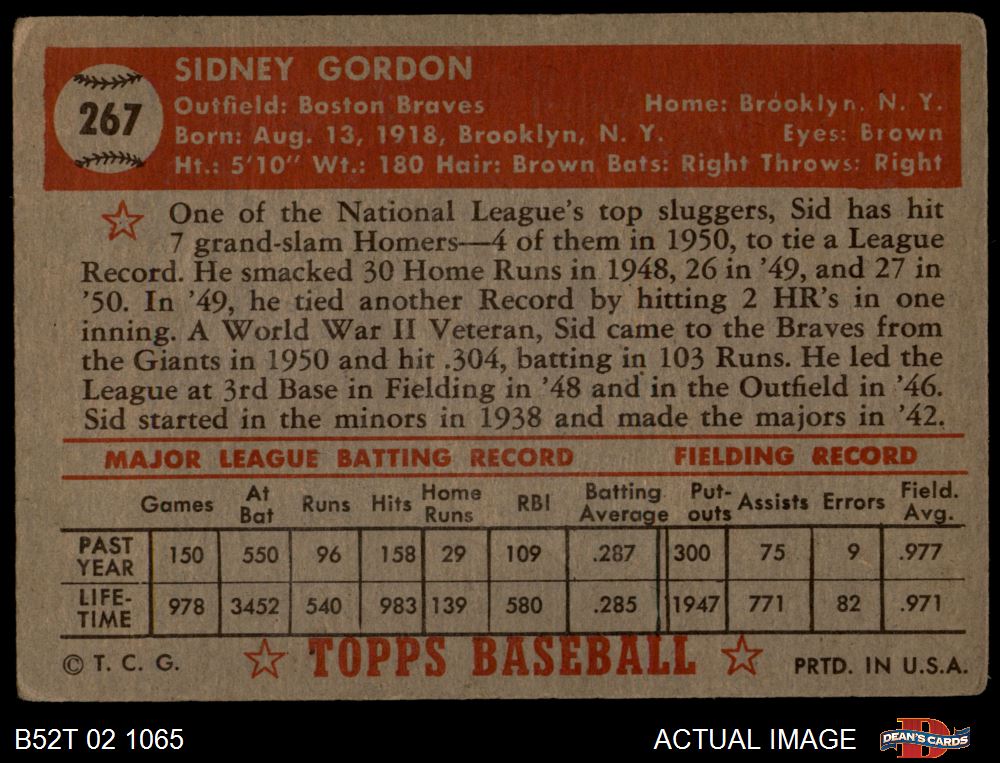 SIDNEY GORDON
267
Outfield: Boston Braves Home: Brooklyn, N. Y.
Born: Aug. 13, 1918, Brooklyn, N. Y. Eyes: Brown
Ht.: 5'10" Wt.: 180 Hair: Brown Bats: Right Throws: Right
One of the National League's top sluggers, Sid has hit
7 grand-slam Homers—4 of them in 1950, to tie a League
Record. He smacked 30 Home Runs in 1948, 26 in '49, and 27 in
'50. In '49, he tied another Record by hitting 2 HR's in one
inning. A World War II Veteran, Sid came to the Braves from
the Giants in 1950 and hit .304, batting in 103 Runs. He led the
League at 3rd Base in Fielding in '48 and in the Outfield in '46.
Sid started in the minors in 1938 and made the majors in '42.
MAJOR LEAGUE BATTING RECORD FIELDING RECORD
Games At Bat Runs Hits Home Runs RBI Batting Average Put-outs Assists Errors Field. Avg.
PAST YEAR 150 550 96 158 29 109 .287 300 75 9 .977
LIFE-TIME 978 3452 540 983 139 580 .285 1947 771 82 .971
© T. C. G. TOPPS BASEBALL PRTD. IN U.S.A.
B52T 02 1065 ACTUAL IMAGE DEAN'S CARDS